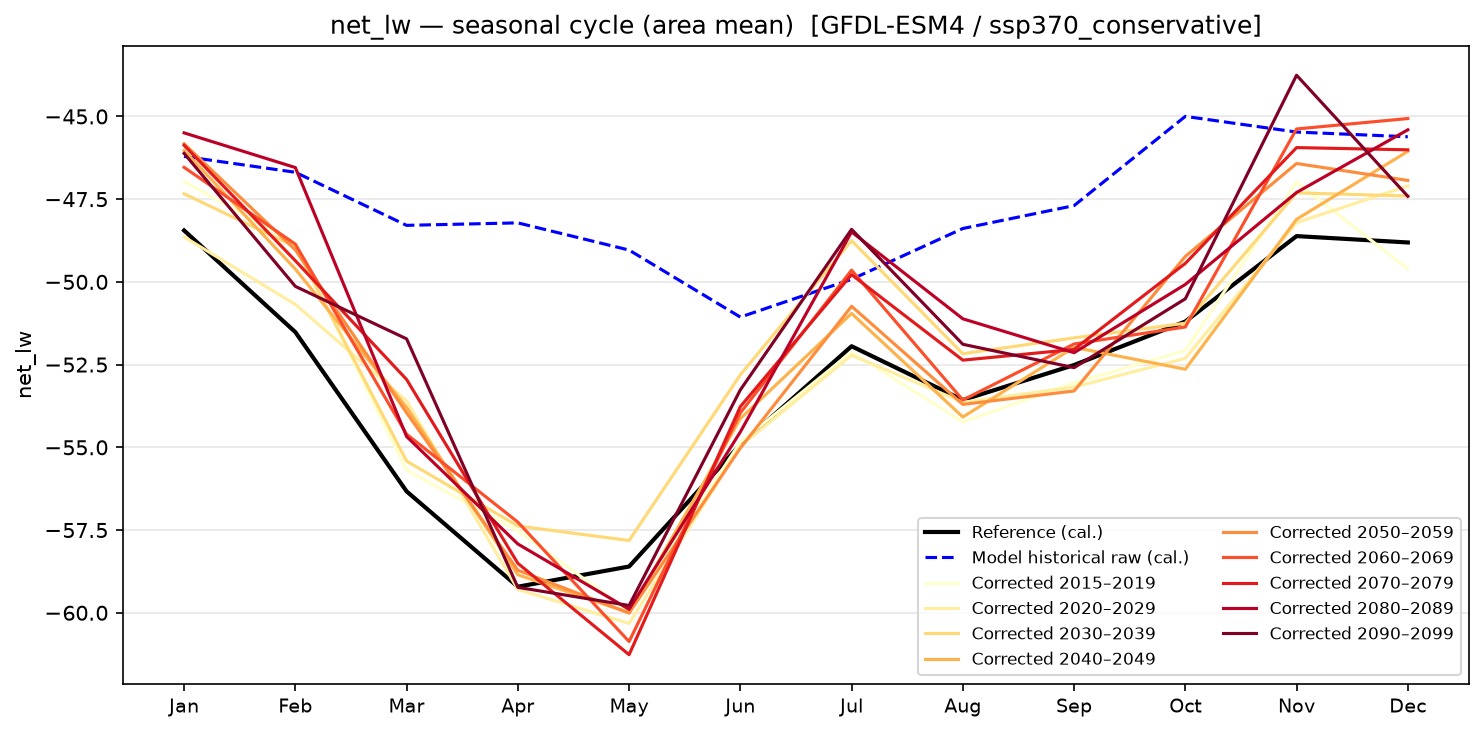 net_lw — seasonal cycle (area mean)  [GFDL-ESM4 / ssp370_conservative]
net_lw
−45.0
−47.5
−50.0
−52.5
−55.0
−57.5
−60.0
Jan Feb Mar Apr May Jun Jul Aug Sep Oct Nov Dec
Reference (cal.)
Model historical raw (cal.)
Corrected 2015–2019
Corrected 2020–2029
Corrected 2030–2039
Corrected 2040–2049
Corrected 2050–2059
Corrected 2060–2069
Corrected 2070–2079
Corrected 2080–2089
Corrected 2090–2099